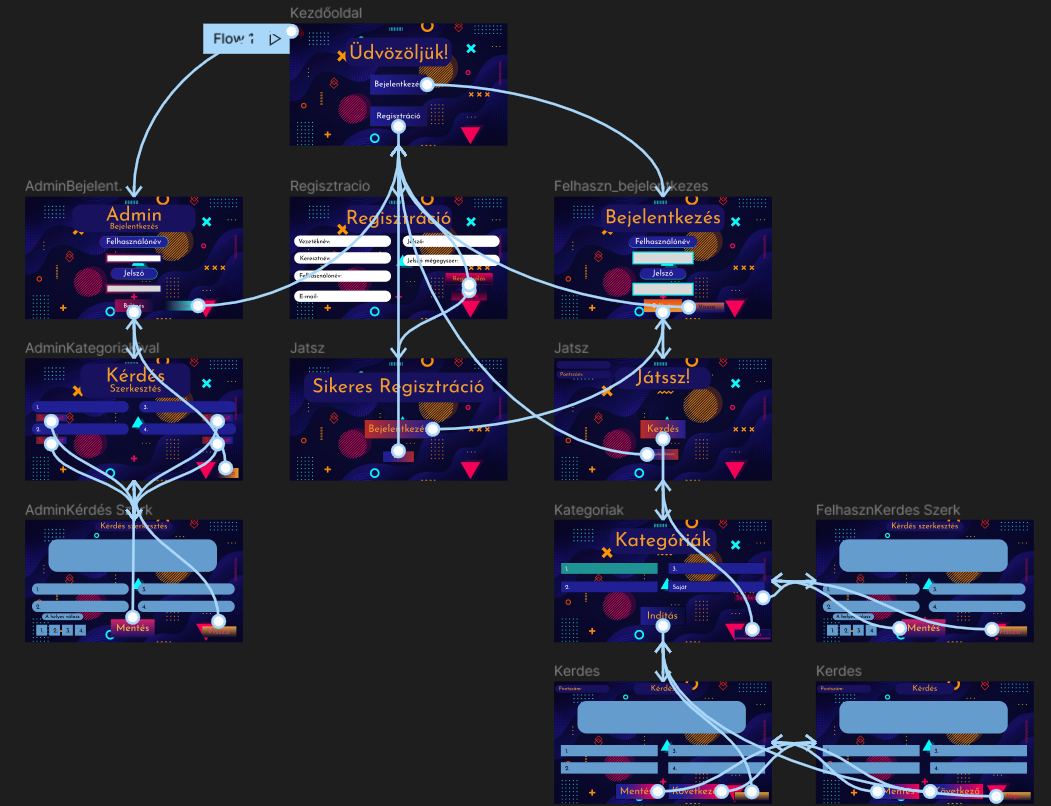 Kezdőoldal
Flow 1
Üdvözöljük!
Bejelentkezés
Regisztráció
AdminBejelent.
Regisztracio
Felhaszn_bejelentkezes
Admin
Bejelentkezés
Felhasználónév
Jelszó
Regisztráció
Vezetéknév:
Jelszó:
Keresztnév:
Jelszó mégegyszer:
Felhasználónév:
E-mail:
Bejelentkezés
Felhasználónév
Jelszó
Jatsz
Jatsz
Kérdés
Szerkesztés
1.
3.
2.
4.
Sikeres Regisztráció
Bejelentkezés
Pontszám:
Játssz!
Kezdés
AdminKérdés Szerk
Kategoriak
FelhasznKerdes Szerk
Kérdés szerkesztés
1.
3.
2.
4.
A helyes válasz
1.
2.
3.
4.
Mentés
Kategóriák
1.
3.
2.
Saját
Indítás
Kérdés szerkesztés
1.
3.
2.
4.
A helyes válasz
1.
2.
3.
4.
Mentés
Kerdes
Kerdes
Pontszám:
Kérdés
1.
3.
2.
4.
Mentés
Következő
Pontszám:
Kérdés
1.
3.
2.
4.
Mentés
Következő